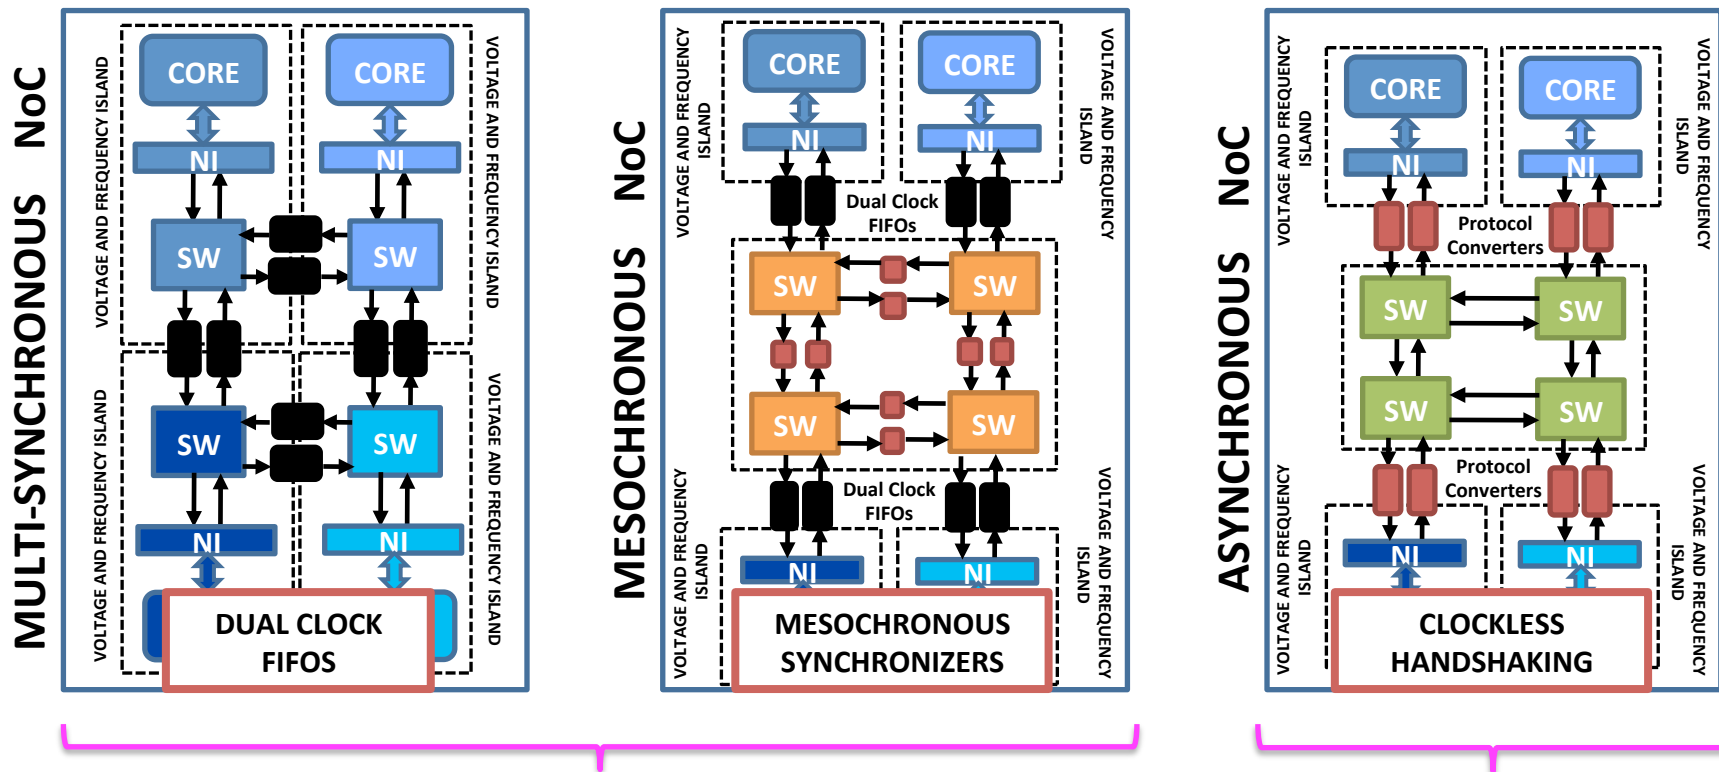 MULTI-SYNCHRONOUS NoC
VOLTAGE AND FREQUENCY ISLAND
CORE
CORE
VOLTAGE AND FREQUENCY ISLAND
NI
NI
SW
SW
VOLTAGE AND FREQUENCY ISLAND
SW
SW
VOLTAGE AND FREQUENCY ISLAND
NI
NI
DUAL CLOCK
FIFOS
MESOCHRONOUS NoC
VOLTAGE AND FREQUENCY
ISLAND
CORE
CORE
VOLTAGE AND FREQUENCY
ISLAND
NI
NI
Dual Clock
FIFOs
SW
SW
SW
SW
Dual Clock
FIFOs
VOLTAGE AND FREQUENCY
ISLAND
NI
NI
VOLTAGE AND FREQUENCY
ISLAND
MESOCHRONOUS
SYNCHRONIZERS
ASYNCHRONOUS NoC
VOLTAGE AND FREQUENCY
ISLAND
CORE
CORE
VOLTAGE AND FREQUENCY
ISLAND
NI
NI
Protocol
Converters
SW
SW
SW
SW
Protocol
Converters
VOLTAGE AND FREQUENCY
ISLAND
NI
NI
VOLTAGE AND FREQUENCY
ISLAND
CLOCKLESS
HANDSHAKING